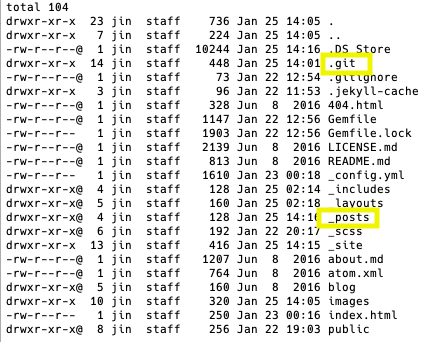 total 104
drwxr-xr-x  23 jin  staff    736 Jan 25 14:05 .
drwxr-xr-x   7 jin  staff    224 Jan 25 14:05 ..
-rw-r--r--@  1 jin  staff  10244 Jan 25 14:16 .DS_Store
drwxr-xr-x  14 jin  staff    448 Jan 25 14:01 .git
-rw-r--r--@  1 jin  staff     73 Jan 22 12:54 .gitignore
drwxr-xr-x   3 jin  staff     96 Jan 22 11:53 .jekyll-cache
-rw-r--r--@  1 jin  staff    328 Jun  8  2016 404.html
-rw-r--r--@  1 jin  staff   1147 Jan 22 12:56 Gemfile
-rw-r--r--   1 jin  staff   1903 Jan 22 12:56 Gemfile.lock
-rw-r--r--@  1 jin  staff   2139 Jun  8  2016 LICENSE.md
-rw-r--r--@  1 jin  staff    813 Jun  8  2016 README.md
-rw-r--r--   1 jin  staff   1610 Jan 23 00:18 _config.yml
drwxr-xr-x@  4 jin  staff    128 Jan 25 02:14 _includes
drwxr-xr-x@  5 jin  staff    160 Jan 25 02:18 _layouts
drwxr-xr-x@  4 jin  staff    128 Jan 25 14:16 _posts
drwxr-xr-x@  6 jin  staff    192 Jan 22 20:17 _scss
drwxr-xr-x  13 jin  staff    416 Jan 25 14:15 _site
-rw-r--r--@  1 jin  staff   1207 Jun  8  2016 about.md
-rw-r--r--@  1 jin  staff    764 Jun  8  2016 atom.xml
drwxr-xr-x@  5 jin  staff    160 Jun  8  2016 blog
drwxr-xr-x  10 jin  staff    320 Jan 25 14:05 images
-rw-r--r--@  1 jin  staff    250 Jan 23 00:16 index.html
drwxr-xr-x@  8 jin  staff    256 Jan 22 19:03 public